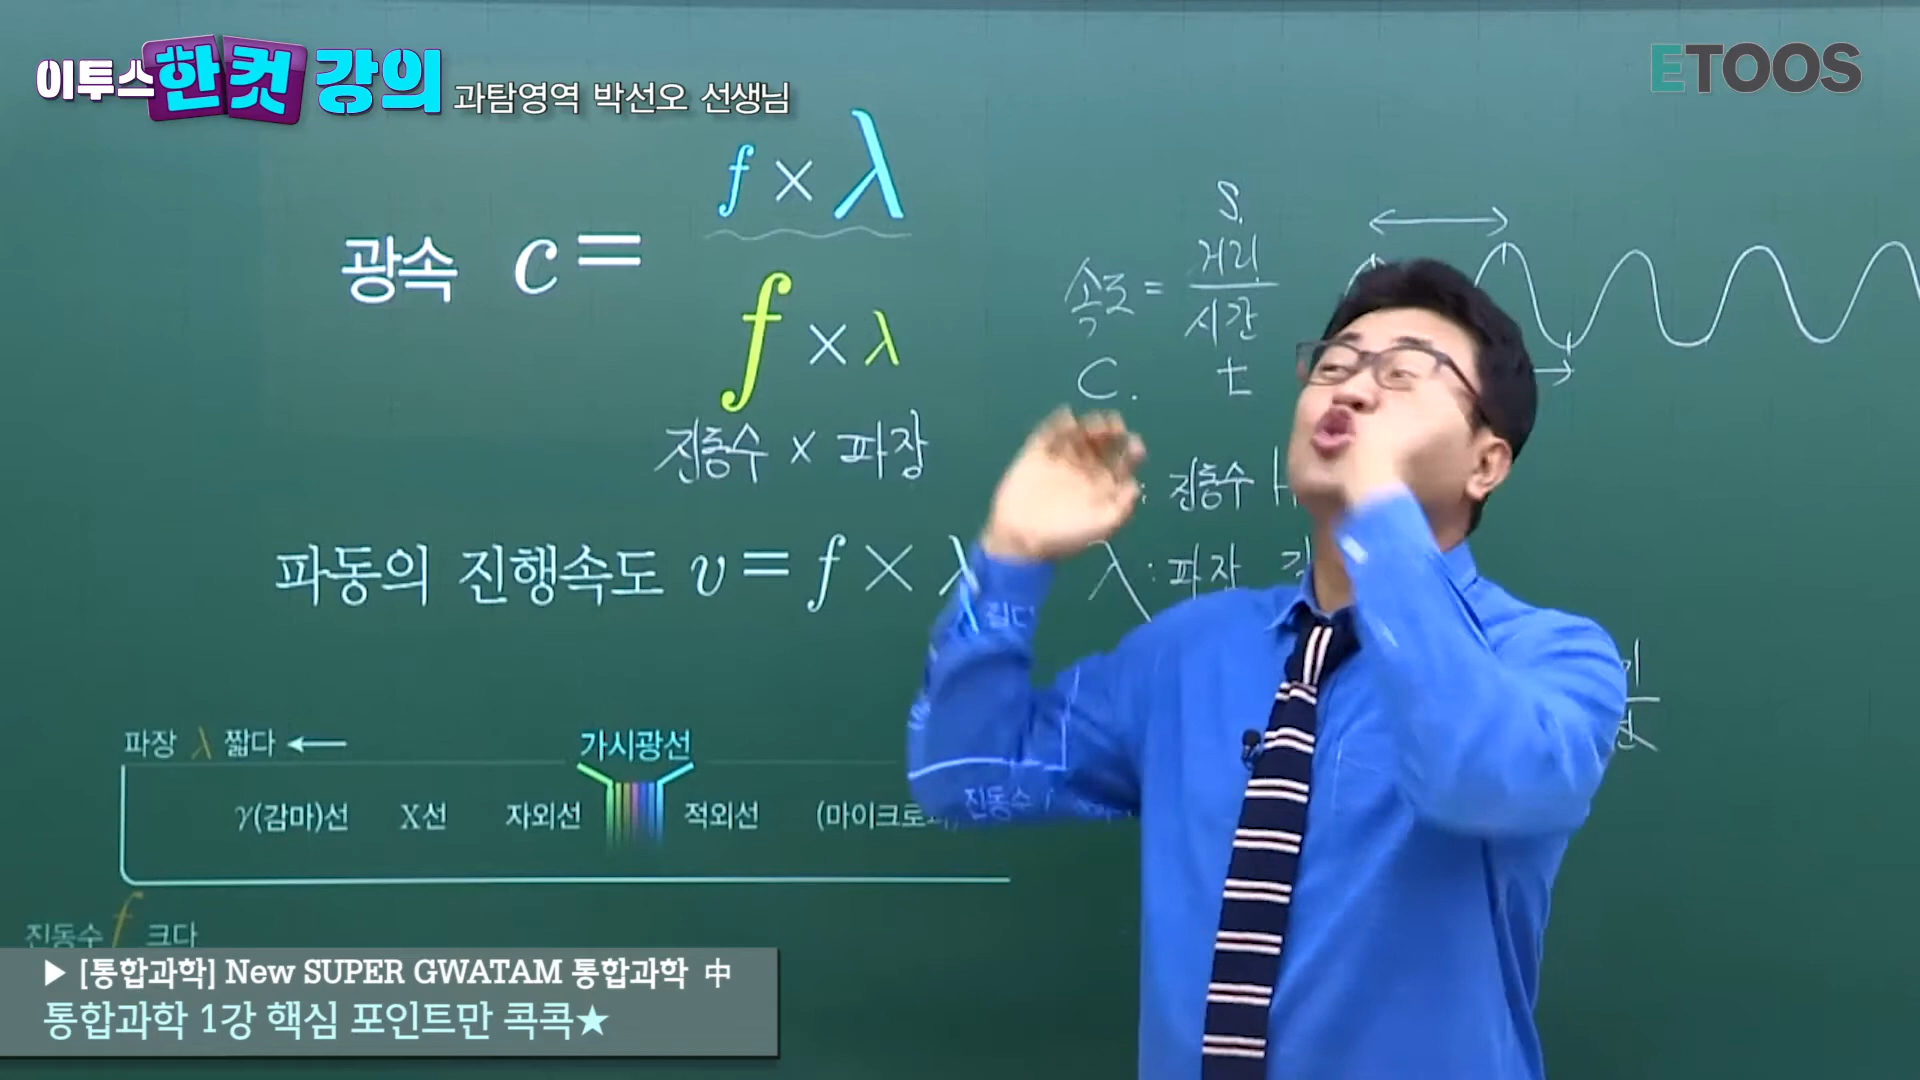 이투스 한컷 강의 과탐영역 박선오 선생님
ETOOS
f × λ
광속 c =
f × λ
진동수 × 파장
파동의 진행속도 v = f × λ
S.
속도 = 거리 / 시간
C. t
: 진동수 H
λ : 파장
파장 λ 짧다 ←
가시광선
γ(감마)선 X선 자외선 적외선 (마이크로파)
진동수 f 크다
진동수
▶ [통합과학] New SUPER GWATAM 통합과학 中
통합과학 1강 핵심 포인트만 콕콕★